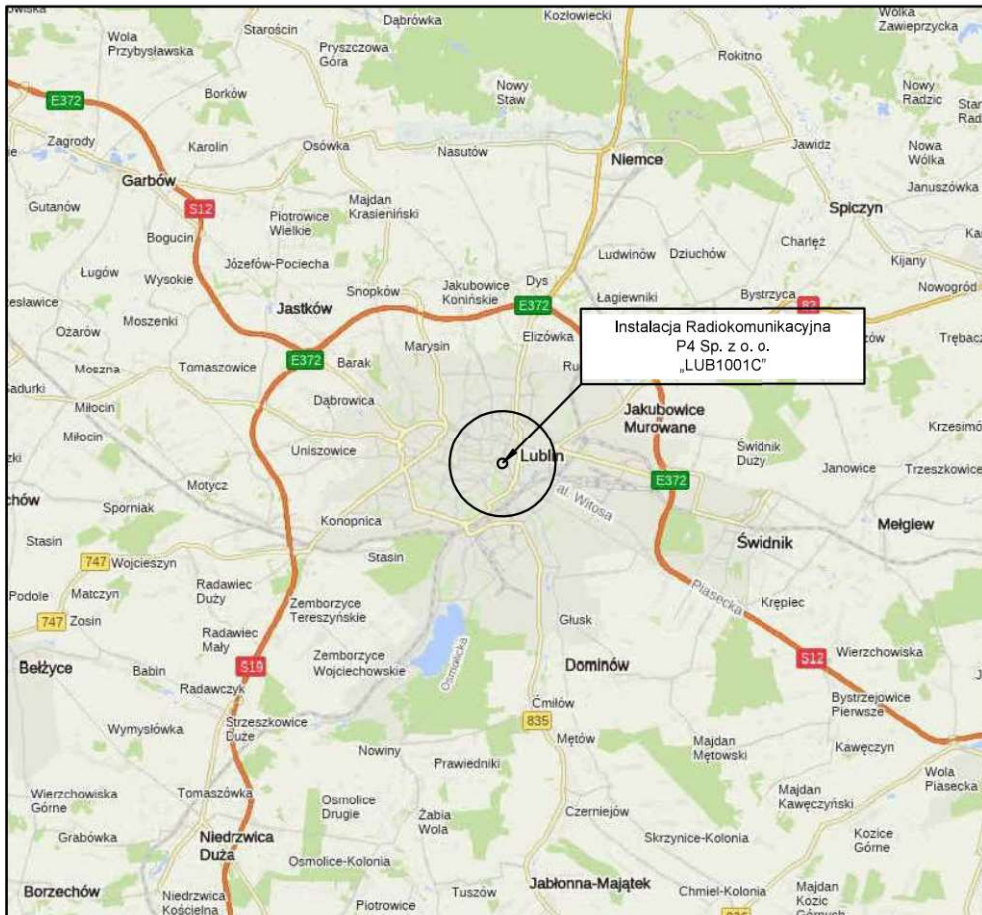 Dąbrówka
Kozłowiecki
Wólka
Zawieprzycka
Wola
Przybysławska
Starościn
Pryszczowa
Góra
Rokitno
E372
Borków
Nowy
Staw
Nowy
Radzic
Zagrody
Karolin
Osówka
Nasutów
Niemce
Jawidz
Nowa
Wólka
Garbów
Majdan
Krasieniński
Januszówka
Gutanów
S12
Piotrowice
Wielkie
Spiczyn
Bogucin
Charlęż
Ługów
Wysokie
Józefów-Pociecha
Ludwinów
Dziuchów
Kijany
Snopków
Jakubowice
Konińskie
Dys
Nowogród
Jastków
E372
Łagiewniki
Bystrzyca
Ożarów
Moszenki
Elizówka
Instalacja Radiokomunikacyjna
P4 Sp. z o. o.
„LUB1001C”
Marysin
E372
Barak
Moszna
Tomaszowice
Miłocin
Dąbrowica
Jakubowice
Murowane
Miłocin
Uniszowice
Lublin
Świdnik
Duży
Motycz
E372
Janowice
Trzeszkowice
Sporniak
Konopnica
al. Witosa
Mełgiew
Stasin
Stasin
Świdnik
747
Wojcieszyn
Podole
Matczyn
Radawiec
Duży
Zemborzyce
Tereszyńskie
Piasecka
Krępiec
747
Zosin
Radawiec
Mały
Głusk
Osmolicka
Bełżyce
Babin
S19
Zemborzyce
Wojciechowskie
Dominów
S12
Wierzchowiska
Radawczyk
Ćmiłów
Bystrzejowice
Pierwsze
Wymysłówka
Strzeszkowice
Duże
835
Nowiny
Mętów
Majdan
Mętowski
Kawęczyn
Prawiedniki
Wierzchowiska
Górne
Tomaszówka
Osmolice
Drugie
Żabia
Wola
Czerniejów
Majdan
Kawęczyński
Wola
Piasecka
Grabówka
Niedrzwica
Duża
Skrzynice-Kolonia
Kozice
Górne
Osmolice-Kolonia
Borzechów
Niedrzwica
Kościelna
Piotrowice
Tuszów
Jabłonna-Majątek
Chmiel-Kolonia
Majdan
Kozic